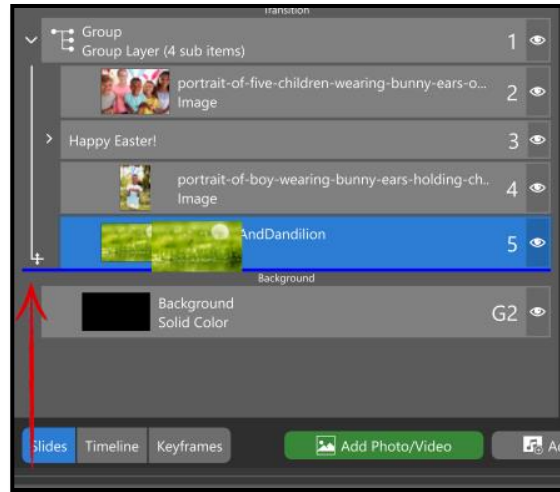 Transition
Group
Group Layer (4 sub items)
1
portrait-of-five-children-wearing-bunny-ears-o...
Image
2
Happy Easter!
3
portrait-of-boy-wearing-bunny-ears-holding-ch..
Image
4
AndDandilion
5
Background
Background
Solid Color
G2
Slides Timeline Keyframes Add Photo/Video